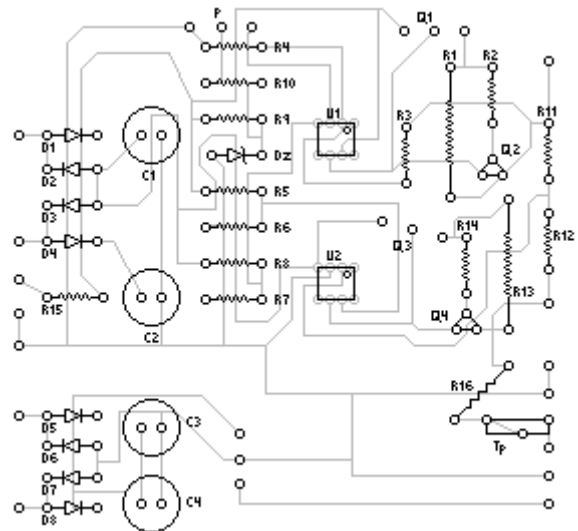 P
Q1
R4
R1
R2
R10
R9
U1
R3
R11
D1
Dz
Q2
D2
C1
D3
R5
R6
Q3
R14
R12
D4
U2
R8
R15
R7
R13
C2
Q4
R16
D5
C3
D6
Tp
D7
C4
D8